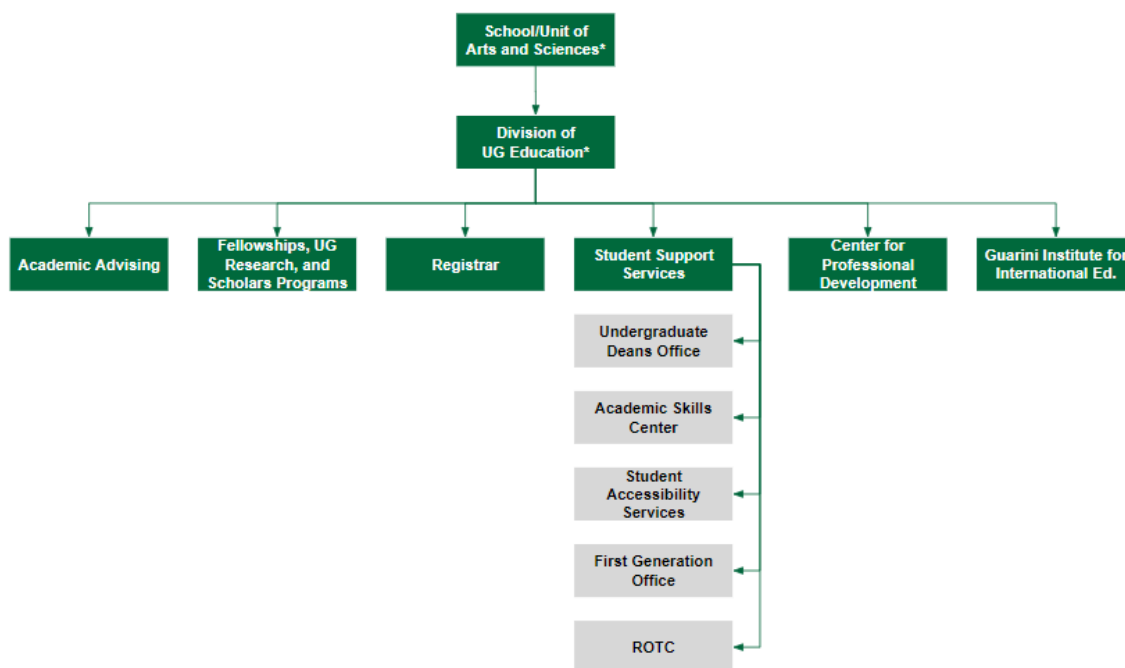 School/Unit of
Arts and Sciences*
Division of
UG Education*
Academic Advising
Fellowships, UG
Research, and
Scholars Programs
Registrar
Student Support
Services
Center for
Professional
Development
Guarini Institute for
International Ed.
Undergraduate
Deans Office
Academic Skills
Center
Student
Accessibility
Services
First Generation
Office
ROTC